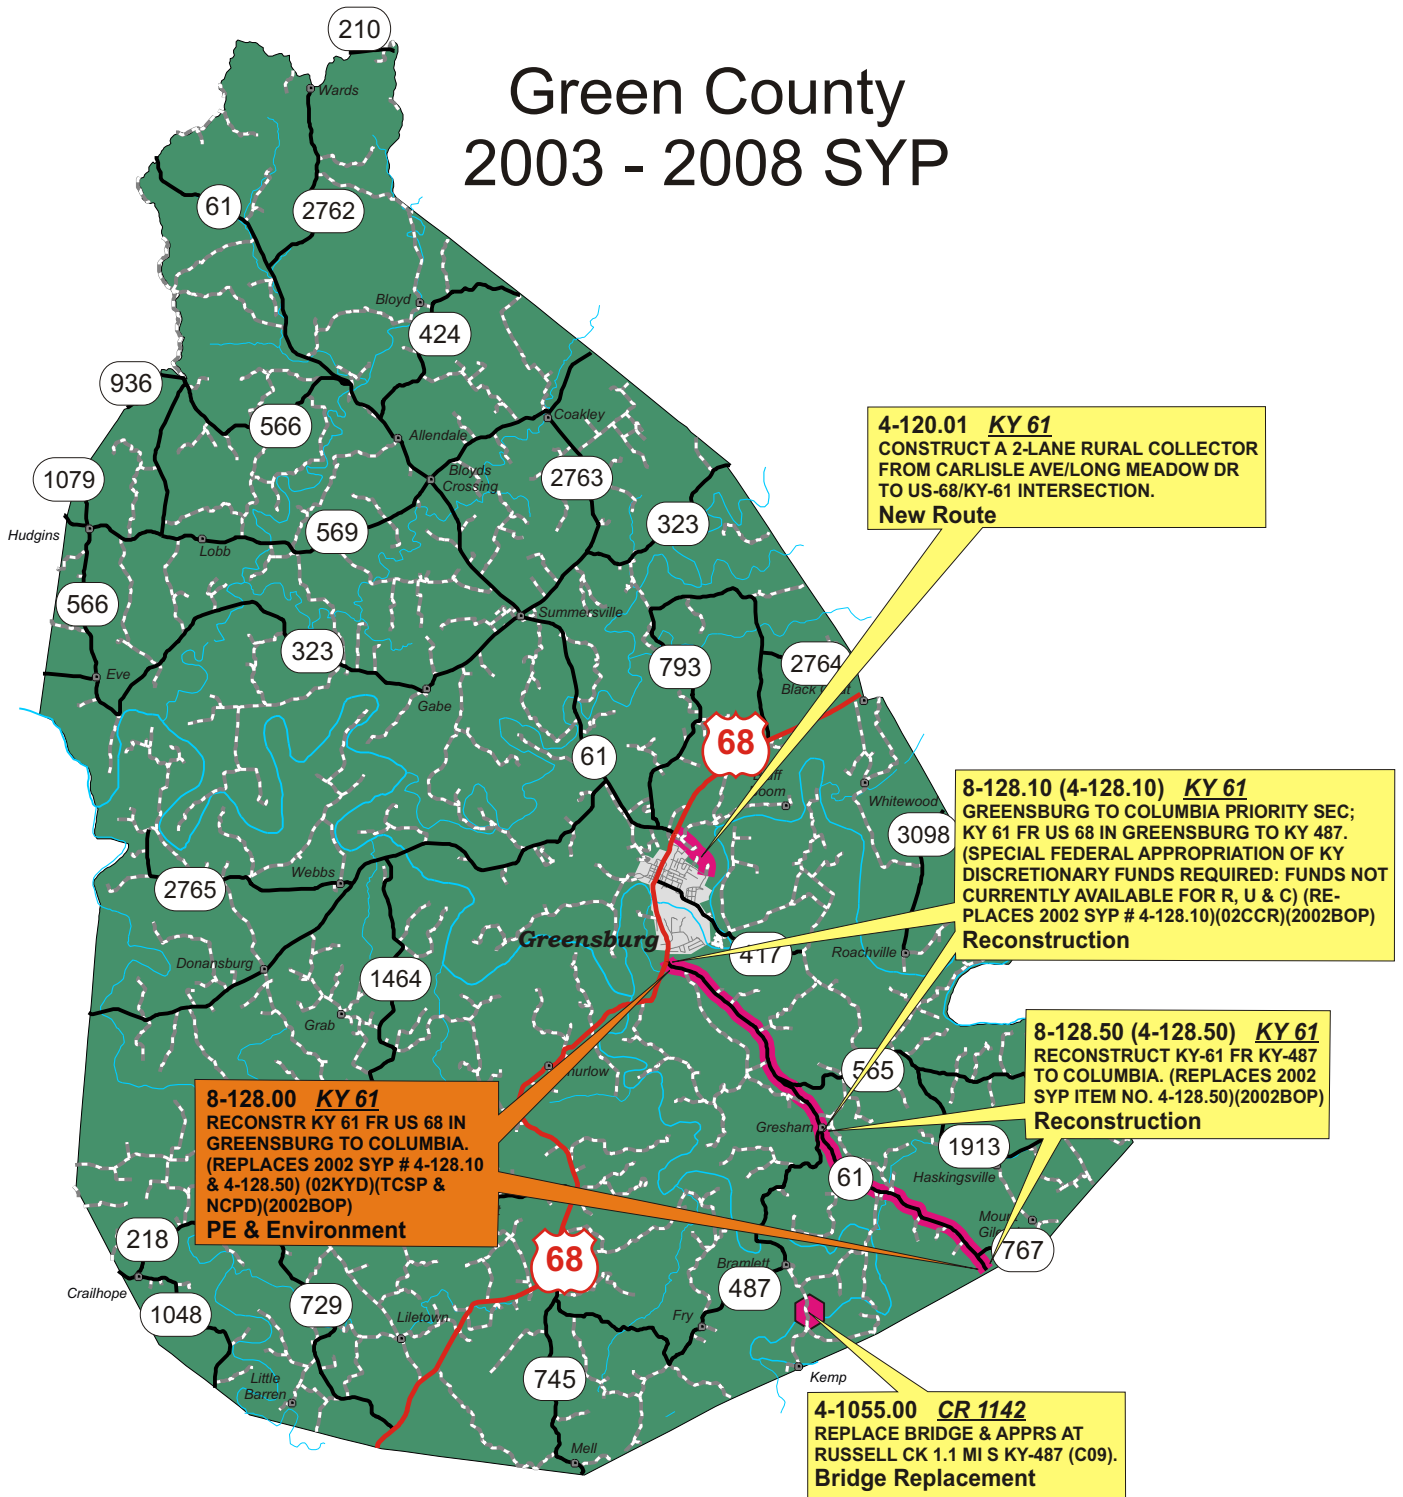 210
Green County
2003 - 2008 SYP
Wards
61
2762
Bloyd
424
936
566
Allendale
Coakley
4-120.01 KY 61
CONSTRUCT A 2-LANE RURAL COLLECTOR
FROM CARLISLE AVE/LONG MEADOW DR
TO US-68/KY-61 INTERSECTION.
New Route
1079
Bloyds
Crossing
2763
Hudgins
Lobb
569
323
566
Summersville
323
793
2764
Eve
Gabe
Black
68
61
Whitewood
3098
8-128.10 (4-128.10) KY 61
GREENSBURG TO COLUMBIA PRIORITY SEC;
KY 61 FR US 68 IN GREENSBURG TO KY 487.
(SPECIAL FEDERAL APPROPRIATION OF KY
DISCRETIONARY FUNDS REQUIRED: FUNDS NOT
CURRENTLY AVAILABLE FOR R, U & C) (RE-
PLACES 2002 SYP # 4-128.10)(02CCR)(2002BOP)
Reconstruction
2765
Webbs
Greensburg
417
Roachville
Donansburg
1464
Grab
8-128.50 (4-128.50) KY 61
RECONSTRUCT KY-61 FR KY-487
TO COLUMBIA. (REPLACES 2002
SYP ITEM NO. 4-128.50)(2002BOP)
Reconstruction
565
8-128.00 KY 61
RECONSTR KY 61 FR US 68 IN
GREENSBURG TO COLUMBIA.
(REPLACES 2002 SYP # 4-128.10
& 4-128.50) (02KYD)(TCSP &
NCPD)(2002BOP)
PE & Environment
Gresham
1913
Haskingsville
61
Mount
767
218
68
Bramlett
487
Crailhope
1048
729
Liletown
Fry
Little
Barren
745
Kemp
Mell
4-1055.00 CR 1142
REPLACE BRIDGE & APPRS AT
RUSSELL CK 1.1 MI S KY-487 (C09).
Bridge Replacement